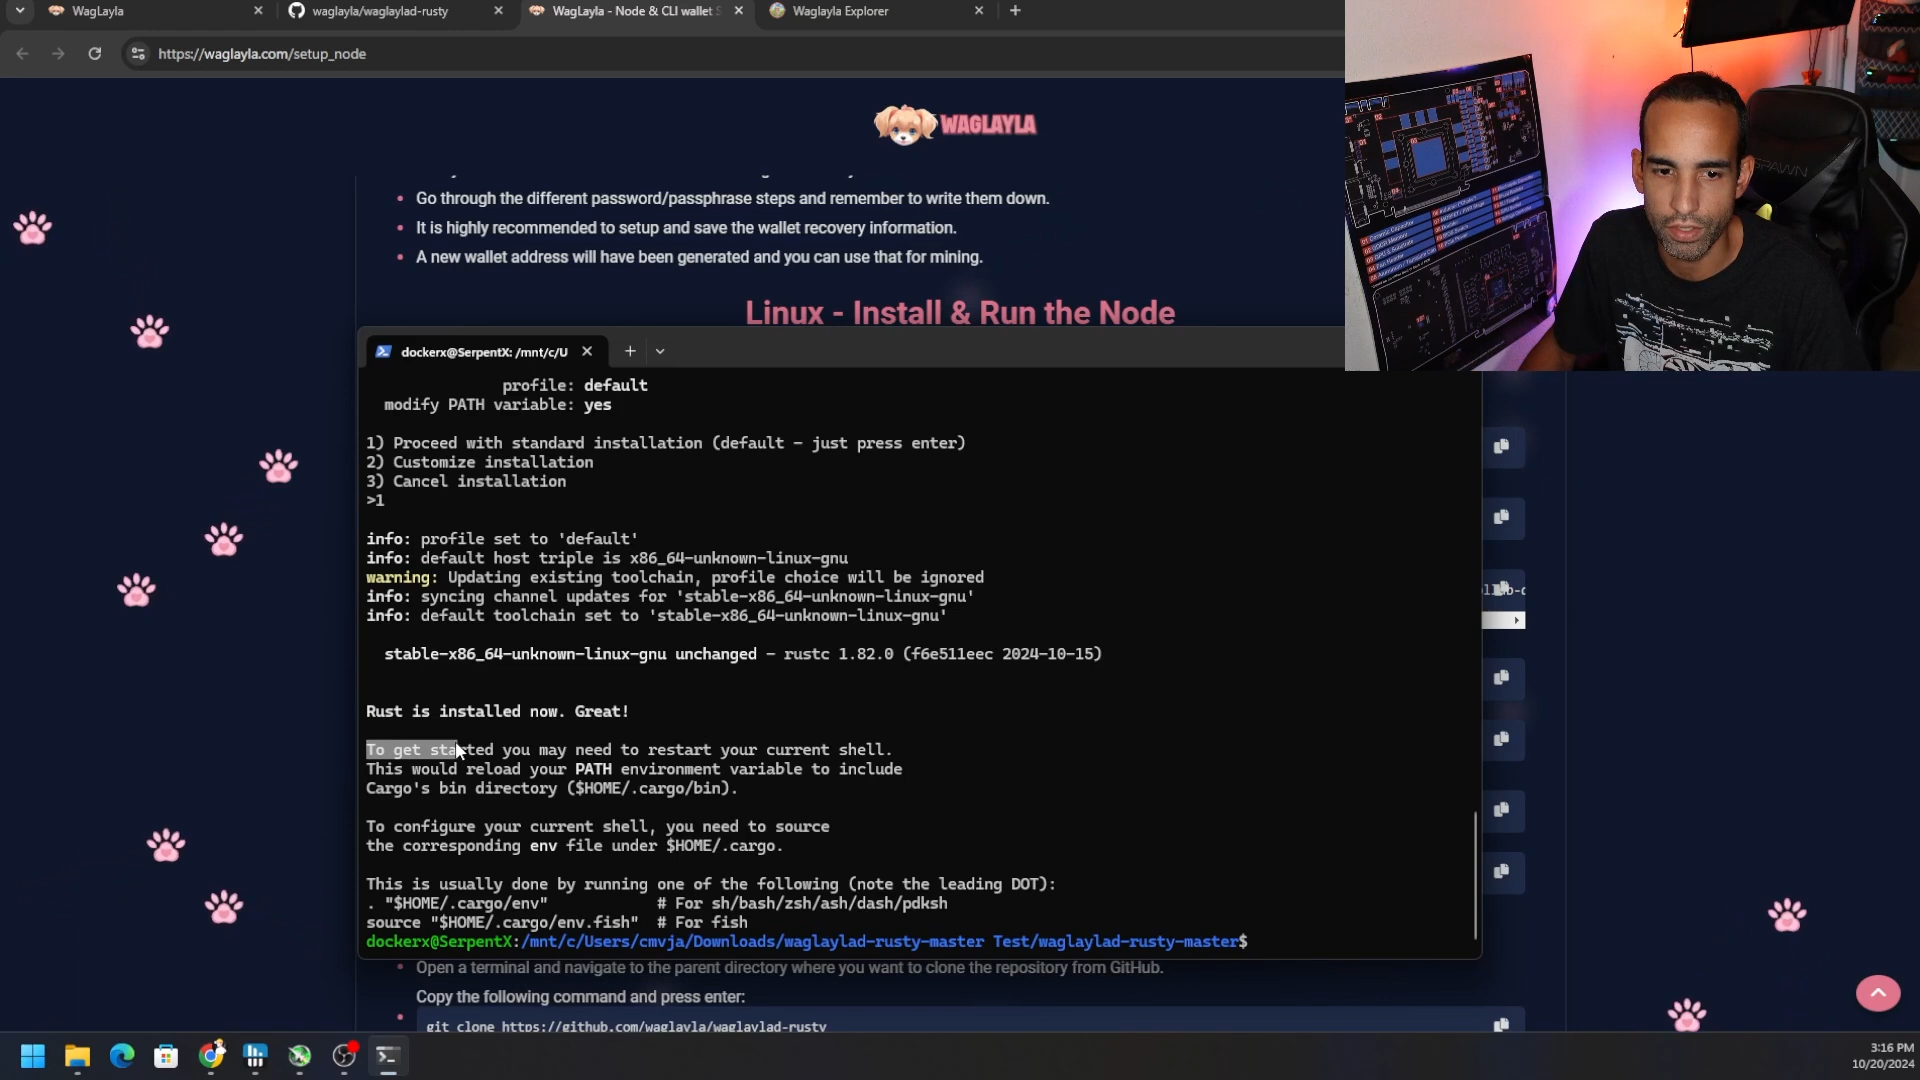 WagLayla
waglayla/waglaylad-rusty
WagLayla - Node & CLI wallet S
Waglayla Explorer
https://waglayla.com/setup_node
WAGLAYLA
Go through the different password/passphrase steps and remember to write them down.
It is highly recommended to setup and save the wallet recovery information.
A new wallet address will have been generated and you can use that for mining.
Linux - Install & Run the Node
dockerx@SerpentX: /mnt/c/U
profile: default
modify PATH variable: yes
1) Proceed with standard installation (default - just press enter)
2) Customize installation
3) Cancel installation
>1
info: profile set to 'default'
info: default host triple is x86_64-unknown-linux-gnu
warning: Updating existing toolchain, profile choice will be ignored
info: syncing channel updates for 'stable-x86_64-unknown-linux-gnu'
info: default toolchain set to 'stable-x86_64-unknown-linux-gnu'
stable-x86_64-unknown-linux-gnu unchanged - rustc 1.82.0 (f6e511eec 2024-10-15)
Rust is installed now. Great!
To get started you may need to restart your current shell.
This would reload your PATH environment variable to include
Cargo's bin directory ($HOME/.cargo/bin).
To configure your current shell, you need to source
the corresponding env file under $HOME/.cargo.
This is usually done by running one of the following (note the leading DOT):
. "$HOME/.cargo/env" # For sh/bash/zsh/ash/dash/pdksh
source "$HOME/.cargo/env.fish" # For fish
dockerx@SerpentX:/mnt/c/Users/cmvja/Downloads/waglaylad-rusty-master Test/waglaylad-rusty-master$
Open a terminal and navigate to the parent directory where you want to clone the repository from GitHub.
Copy the following command and press enter:
git clone https://github.com/waglayla/waglaylad-rusty
3:16 PM
10/20/2024